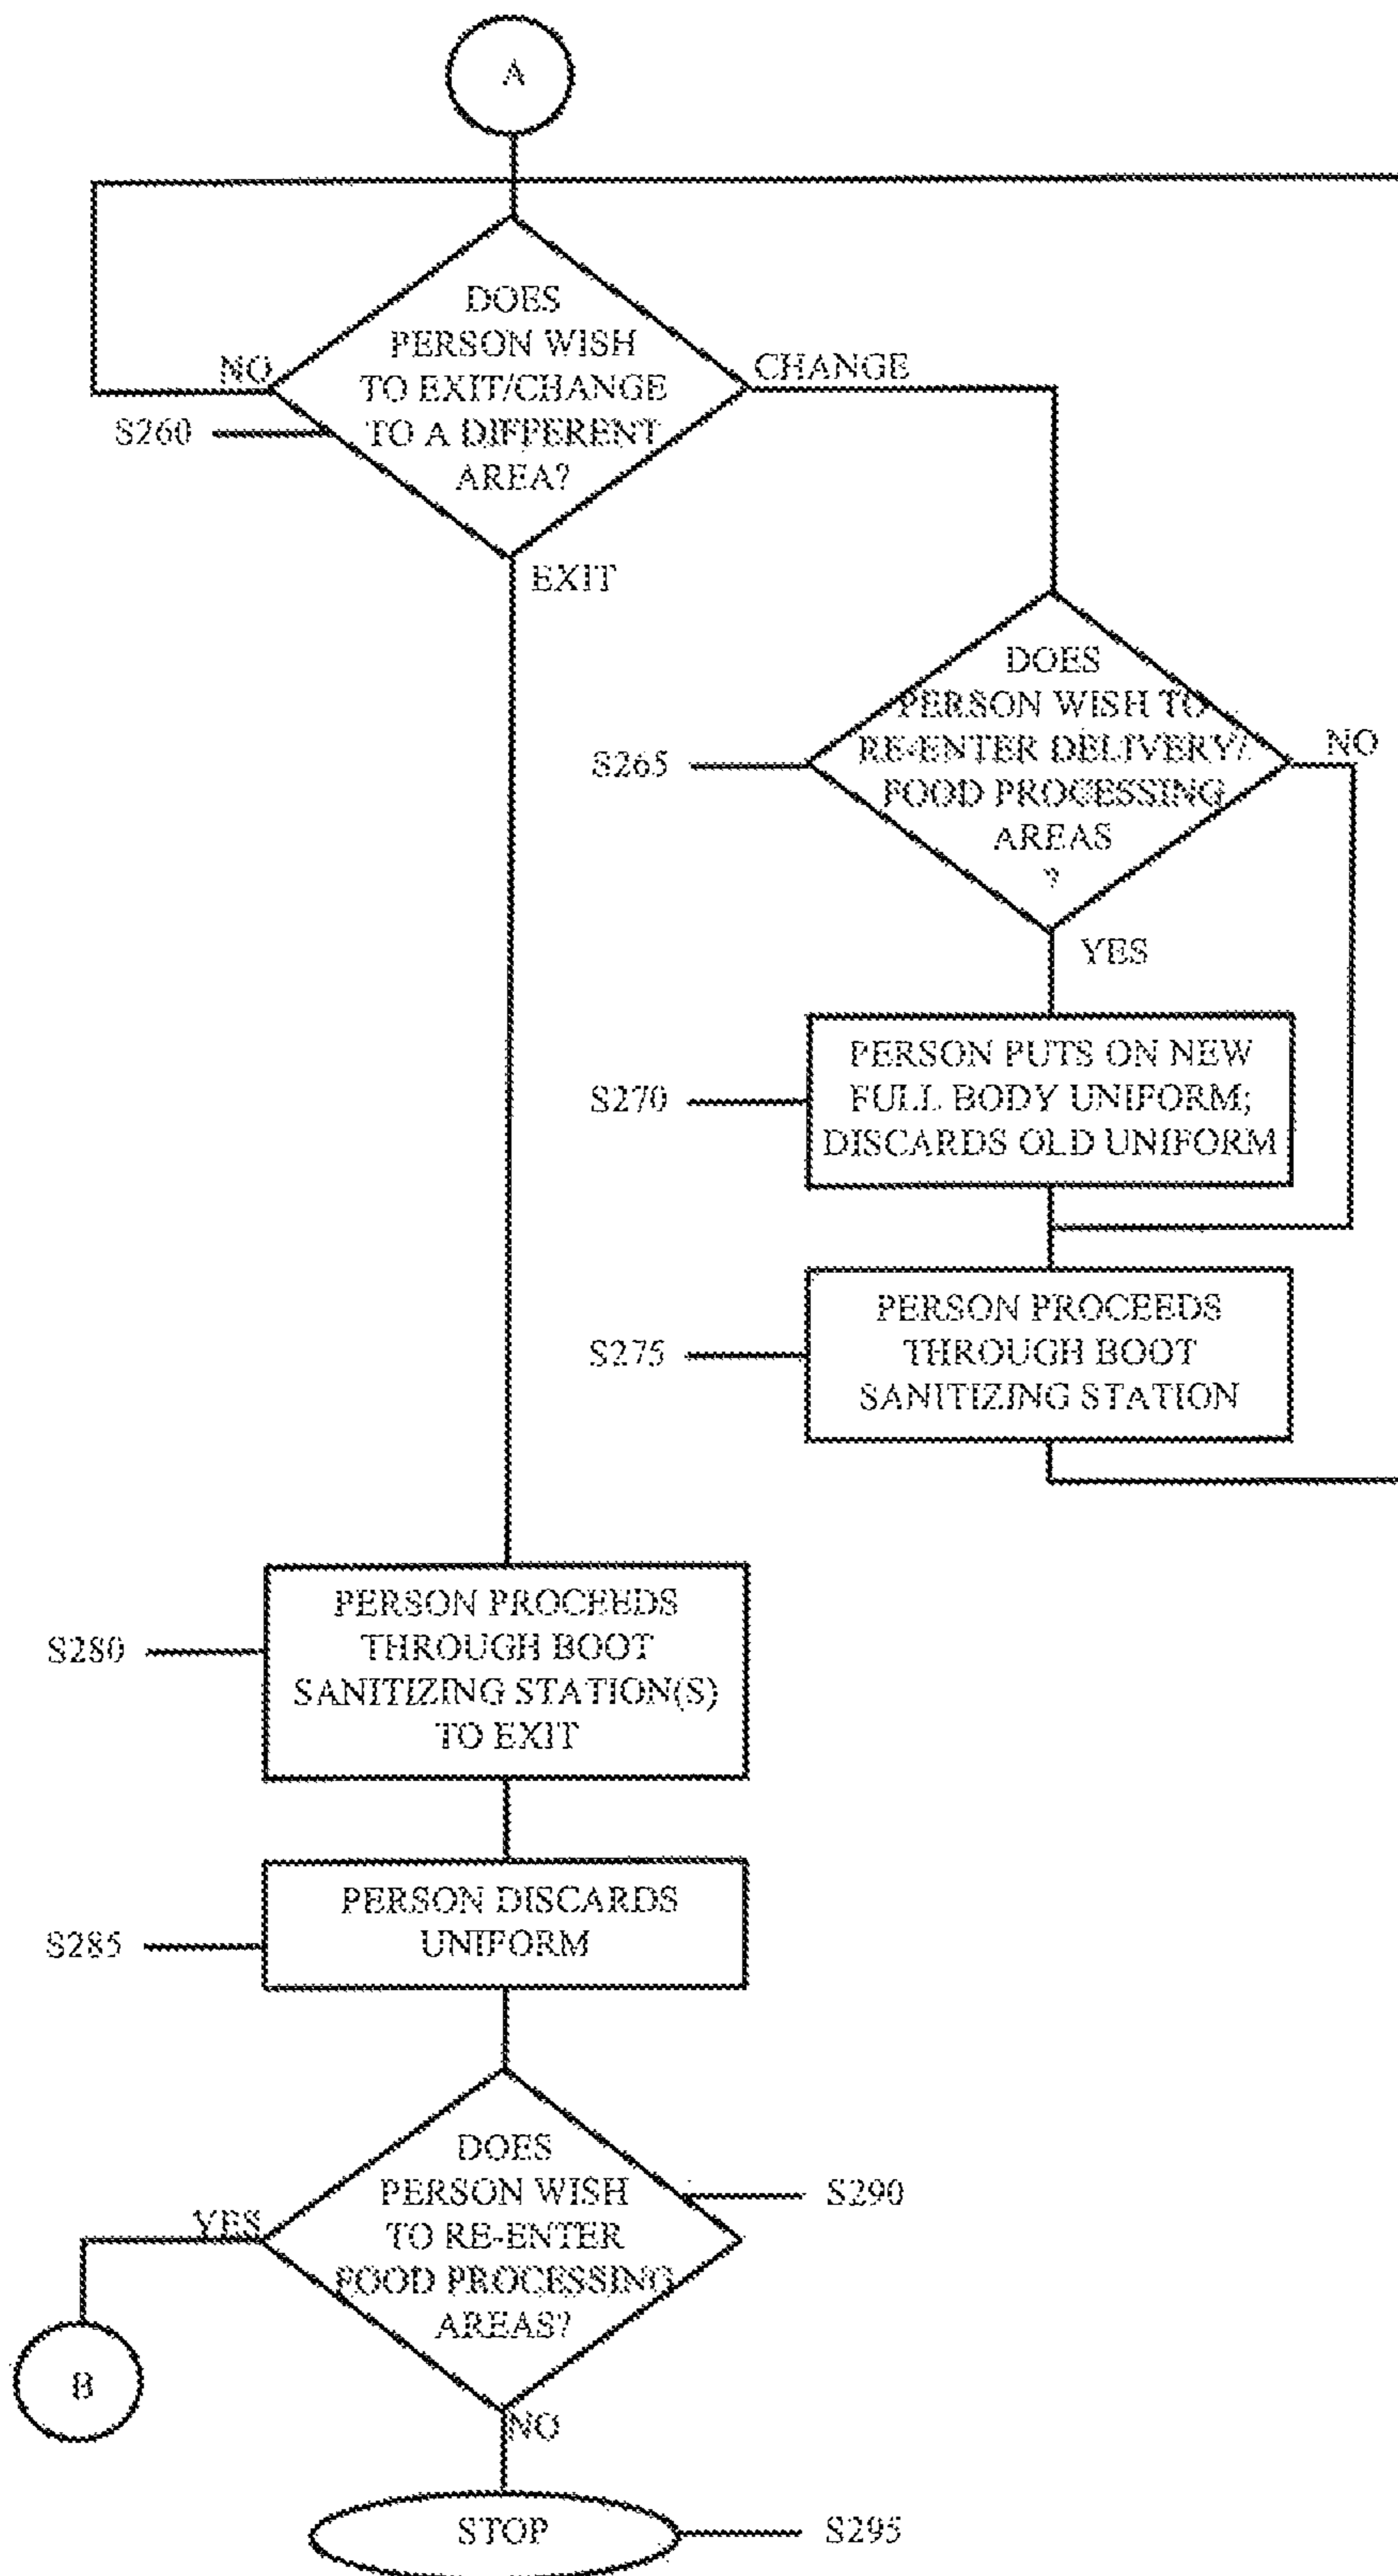 A
DOES
PERSON WISH
TO EXIT/CHANGE
TO A DIFFERENT
AREA?
NO
CHANGE
S260
EXIT
DOES
PERSON WISH TO
RE-ENTER DELIVERY/
FOOD PROCESSING
AREAS
?
S265
NO
YES
PERSON PUTS ON NEW
FULL BODY UNIFORM;
DISCARDS OLD UNIFORM
S270
PERSON PROCEEDS
THROUGH BOOT
SANITIZING STATION
S275
PERSON PROCEEDS
THROUGH BOOT
SANITIZING STATION(S)
TO EXIT
S280
PERSON DISCARDS
UNIFORM
S285
DOES
PERSON WISH
TO RE-ENTER
FOOD PROCESSING
AREAS?
S290
YES
B
NO
STOP
S295